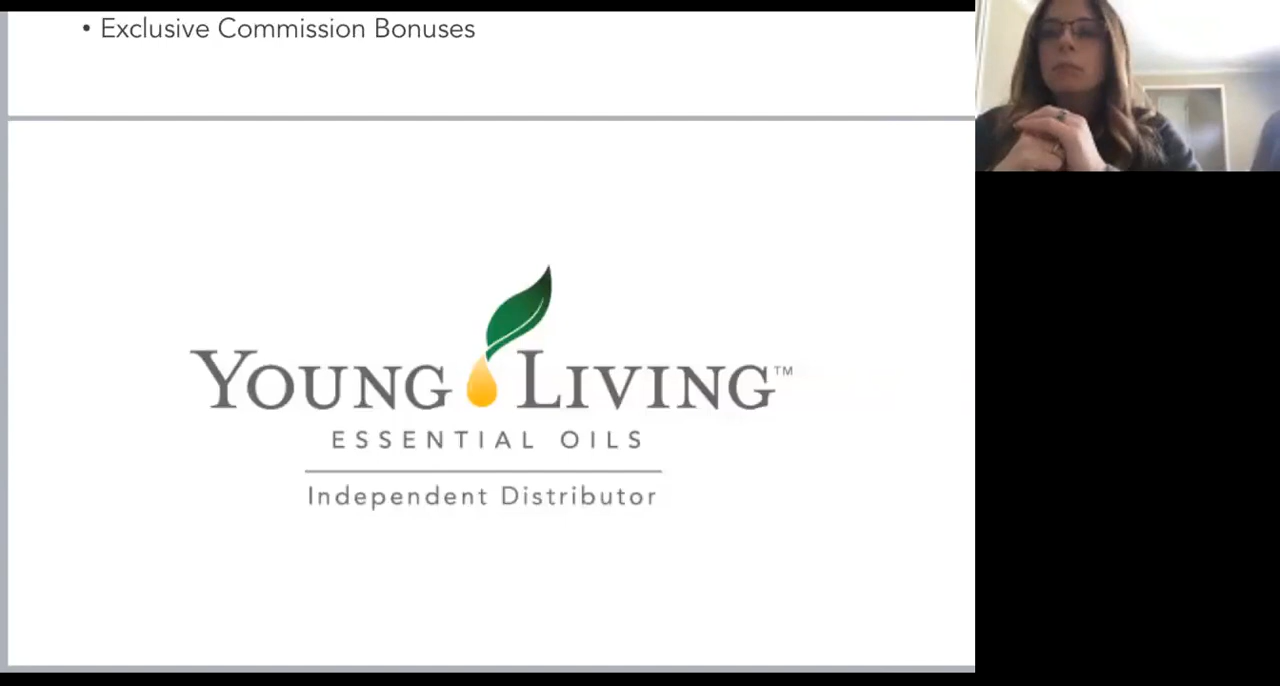 • Exclusive Commission Bonuses
YOUNG LIVING™
ESSENTIAL OILS
Independent Distributor